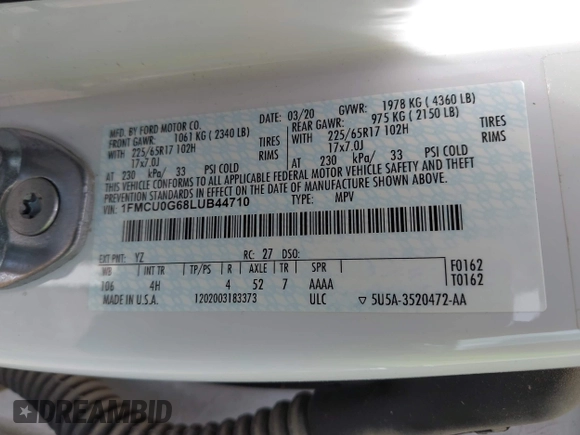 MFD. BY FORD MOTOR CO. DATE: 03/20 GVWR: 1978 KG ( 4360 LB)
FRONT GAWR: 1061 KG ( 2340 LB) REAR GAWR: 975 KG ( 2150 LB)
WITH 225/65R17 102H TIRES WITH 225/65R17 102H TIRES
17x7.0J RIMS 17x7.0J RIMS
AT 230 kPa/ 33 PSI COLD AT 230 kPa/ 33 PSI COLD
THIS VEHICLE CONFORMS TO ALL APPLICABLE FEDERAL MOTOR VEHICLE SAFETY AND THEFT
PREVENTION STANDARDS IN EFFECT ON THE DATE OF MANUFACTURE SHOWN ABOVE.
VIN: 1FMCU0G68LUB44710 TYPE: MPV
EXT PNT: YZ RC: 27 DSO:
WB INT TR TP/PS R AXLE TR SPR F0162
106 4H 4 52 7 AAAA T0162
MADE IN U.S.A. 1202003183373 ULC ▽ 5U5A-3520472-AA
DREAMBID